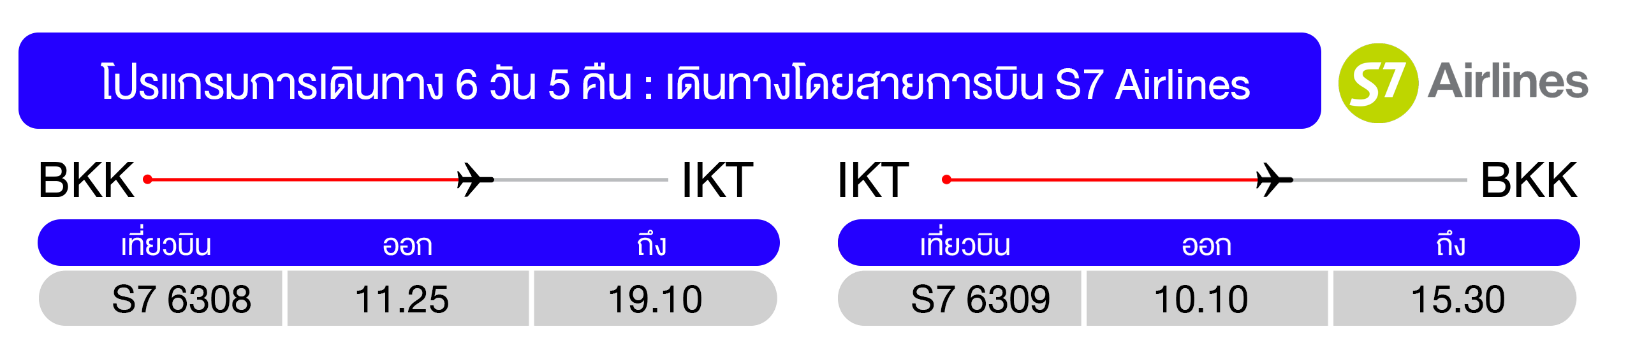 โปรแกรมการเดินทาง 6 วัน 5 คืน : เดินทางโดยสายการบิน S7 Airlines
S7 Airlines
BKK IKT
เที่ยวบิน ออก ถึง
S7 6308 11.25 19.10
IKT BKK
เที่ยวบิน ออก ถึง
S7 6309 10.10 15.30